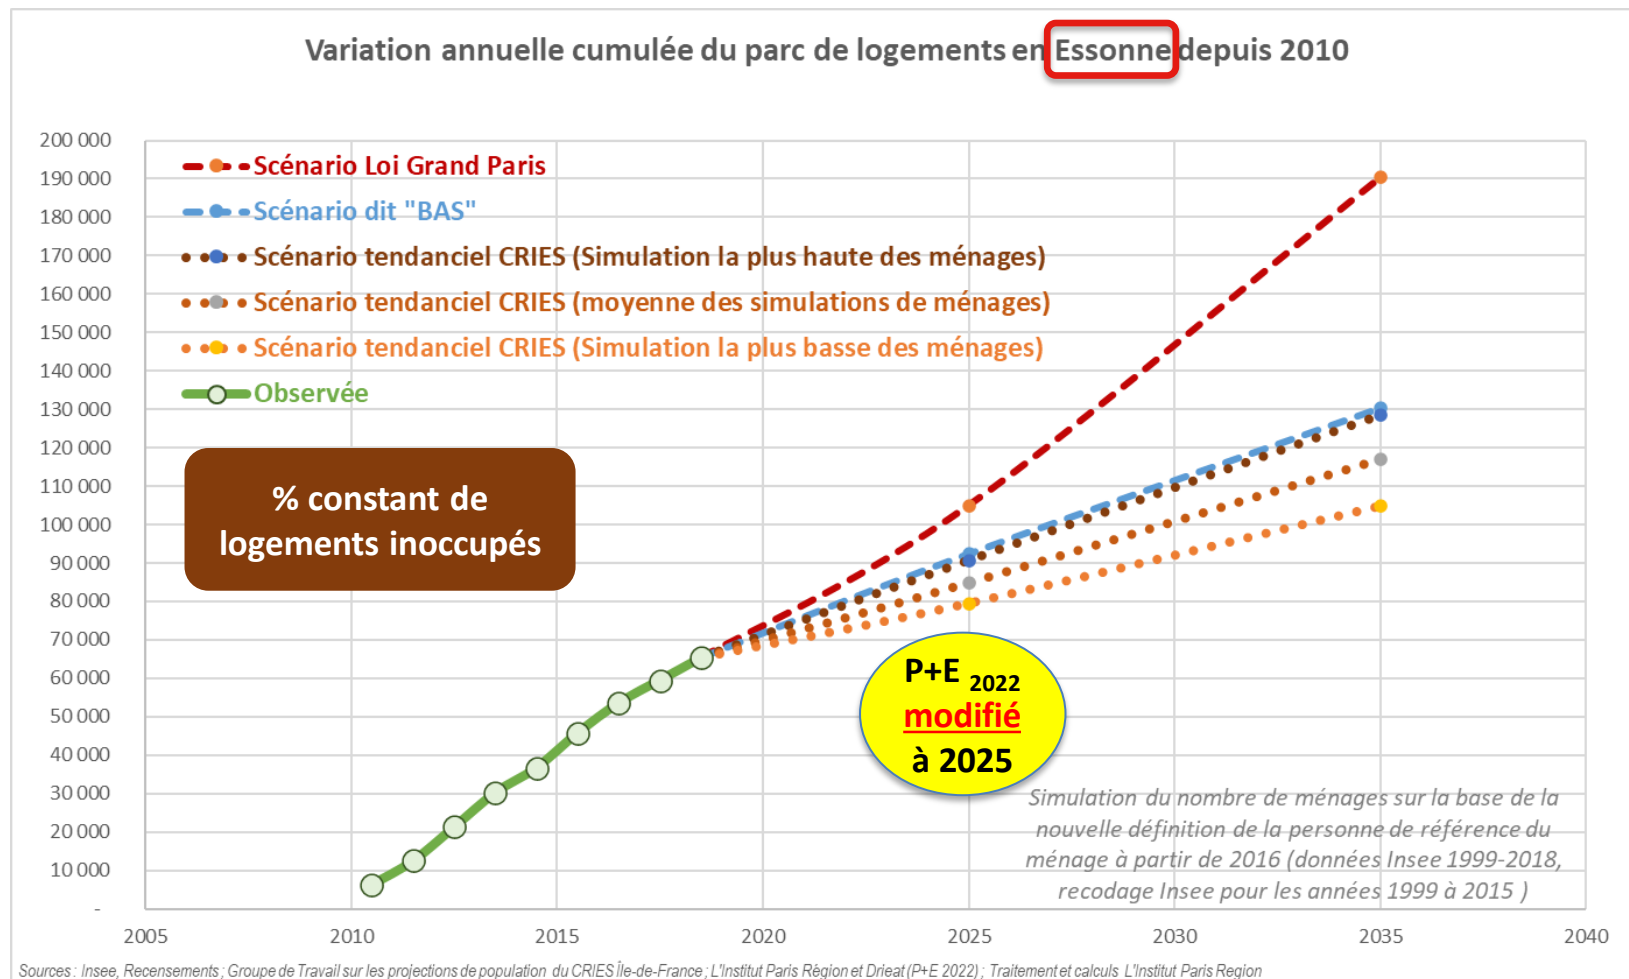 Variation annuelle cumulée du parc de logements en Essonne depuis 2010
200 000
190 000
180 000
170 000
160 000
150 000
140 000
130 000
120 000
110 000
100 000
90 000
80 000
70 000
60 000
50 000
40 000
30 000
20 000
10 000
-
Scénario Loi Grand Paris
Scénario dit "BAS"
Scénario tendanciel CRIES (Simulation la plus haute des ménages)
Scénario tendanciel CRIES (moyenne des simulations de ménages)
Scénario tendanciel CRIES (Simulation la plus basse des ménages)
Observée
% constant de
logements inoccupés
P+E 2022
modifié
à 2025
Simulation du nombre de ménages sur la base de la
nouvelle définition de la personne de référence du
ménage à partir de 2016 (données Insee 1999-2018,
recodage Insee pour les années 1999 à 2015 )
2005 2010 2015 2020 2025 2030 2035 2040
Sources : Insee, Recensements ; Groupe de Travail sur les projections de population du CRIES Île-de-France ; L'Institut Paris Région et Drieat (P+E 2022) ; Traitement et calculs L'Institut Paris Region